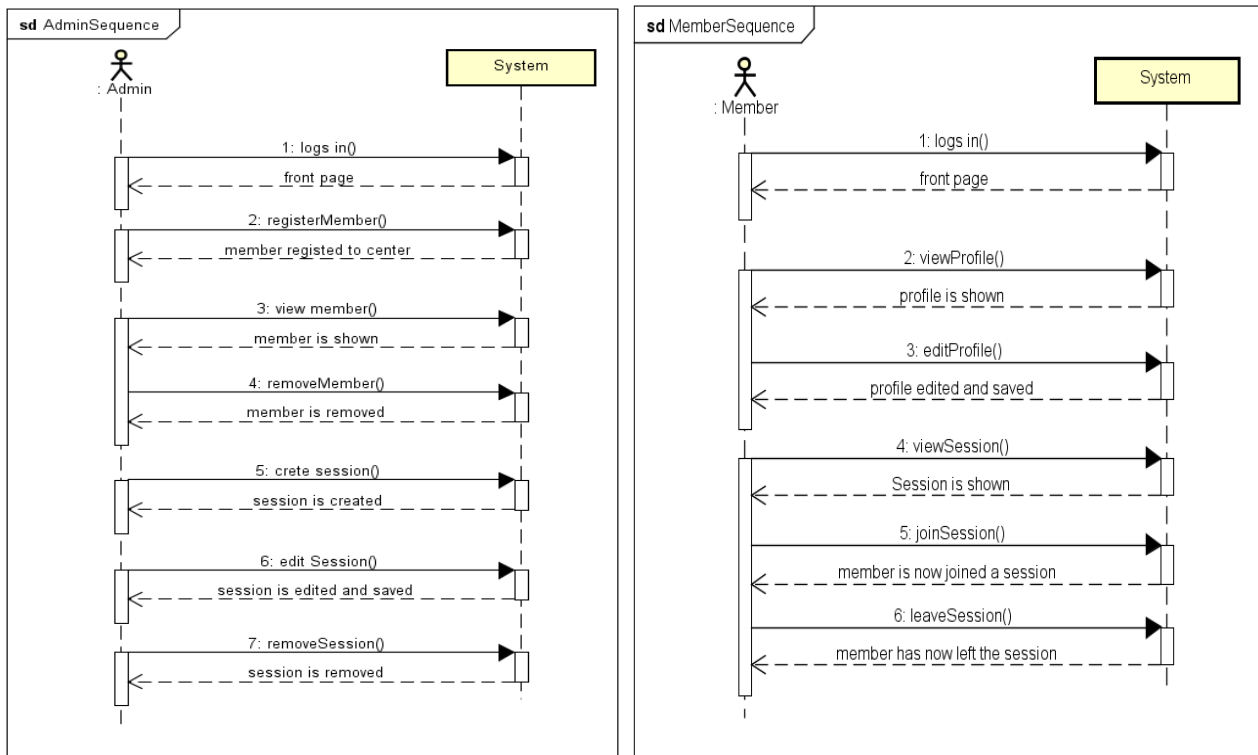 sd AdminSequence
: Admin
System
1: logs in()
front page
2: registerMember()
member registed to center
3: view member()
member is shown
4: removeMember()
member is removed
5: crete session()
session is created
6: edit Session()
session is edited and saved
7: removeSession()
session is removed
sd MemberSequence
: Member
System
1: logs in()
front page
2: viewProfile()
profile is shown
3: editProfile()
profile edited and saved
4: viewSession()
Session is shown
5: joinSession()
member is now joined a session
6: leaveSession()
member has now left the session